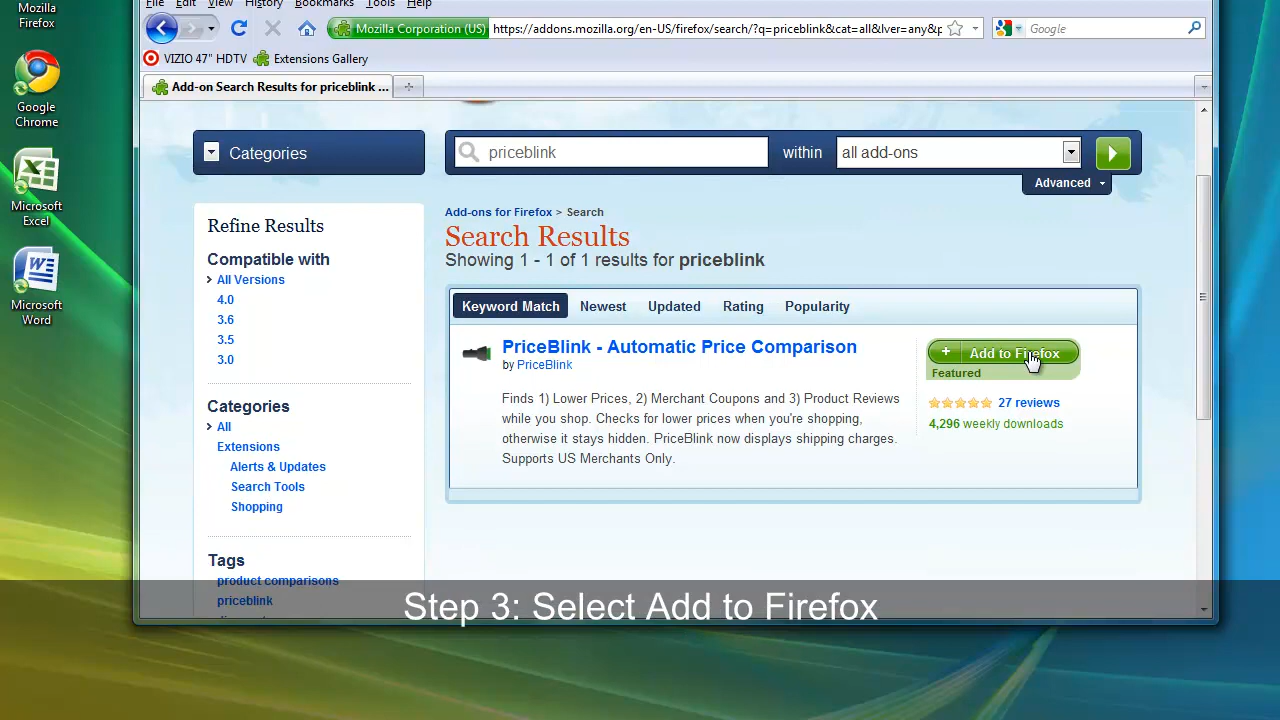 Mozilla
Firefox
Google
Chrome
Microsoft
Excel
Microsoft
Word
File Edit View History Bookmarks Tools Help
Mozilla Corporation (US) https://addons.mozilla.org/en-US/firefox/search/?q=priceblink&cat=all&lver=any&p
Google
VIZIO 47" HDTV Extensions Gallery
Add-on Search Results for priceblink ...
Categories
priceblink within all add-ons
Advanced
Refine Results
Compatible with
All Versions
4.0
3.6
3.5
3.0
Categories
All
Extensions
Alerts & Updates
Search Tools
Shopping
Tags
product comparisons
priceblink
Add-ons for Firefox > Search
Search Results
Showing 1 - 1 of 1 results for priceblink
Keyword Match Newest Updated Rating Popularity
PriceBlink - Automatic Price Comparison
by PriceBlink
Finds 1) Lower Prices, 2) Merchant Coupons and 3) Product Reviews
while you shop. Checks for lower prices when you're shopping,
otherwise it stays hidden. PriceBlink now displays shipping charges.
Supports US Merchants Only.
+ Add to Firefox
Featured
27 reviews
4,296 weekly downloads
Step 3: Select Add to Firefox